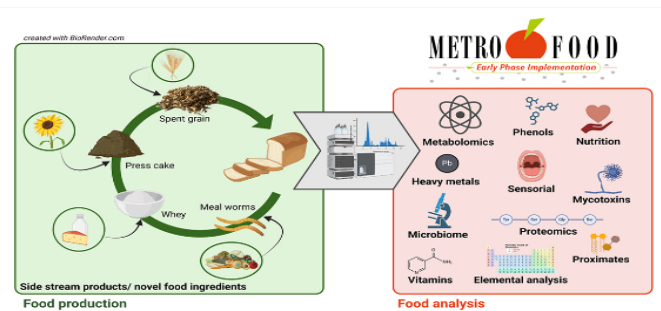 created with BioRender.com
METROFOOD
Early Phase Implementation
Spent grain
Press cake
Whey
Meal worms
Side stream products/ novel food ingredients
Food production
Metabolomics
Phenols
Nutrition
Pb
Heavy metals
Sensorial
Mycotoxins
Microbiome
Proteomics
Proximates
Vitamins
Elemental analysis
Food analysis